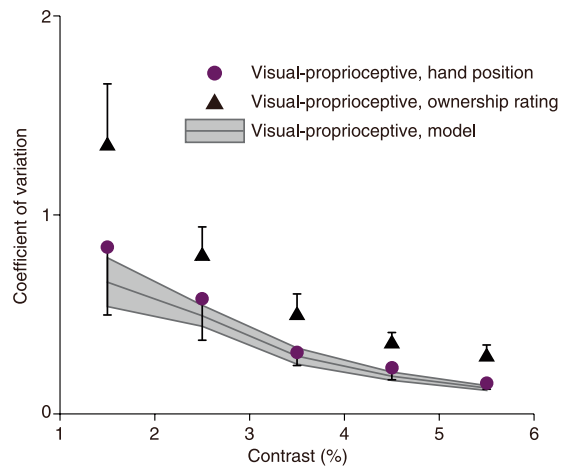 2
Visual-proprioceptive, hand position
Visual-proprioceptive, ownership rating
Visual-proprioceptive, model
Coefficient of variation
1
0
1 2 3 4 5 6
Contrast (%)